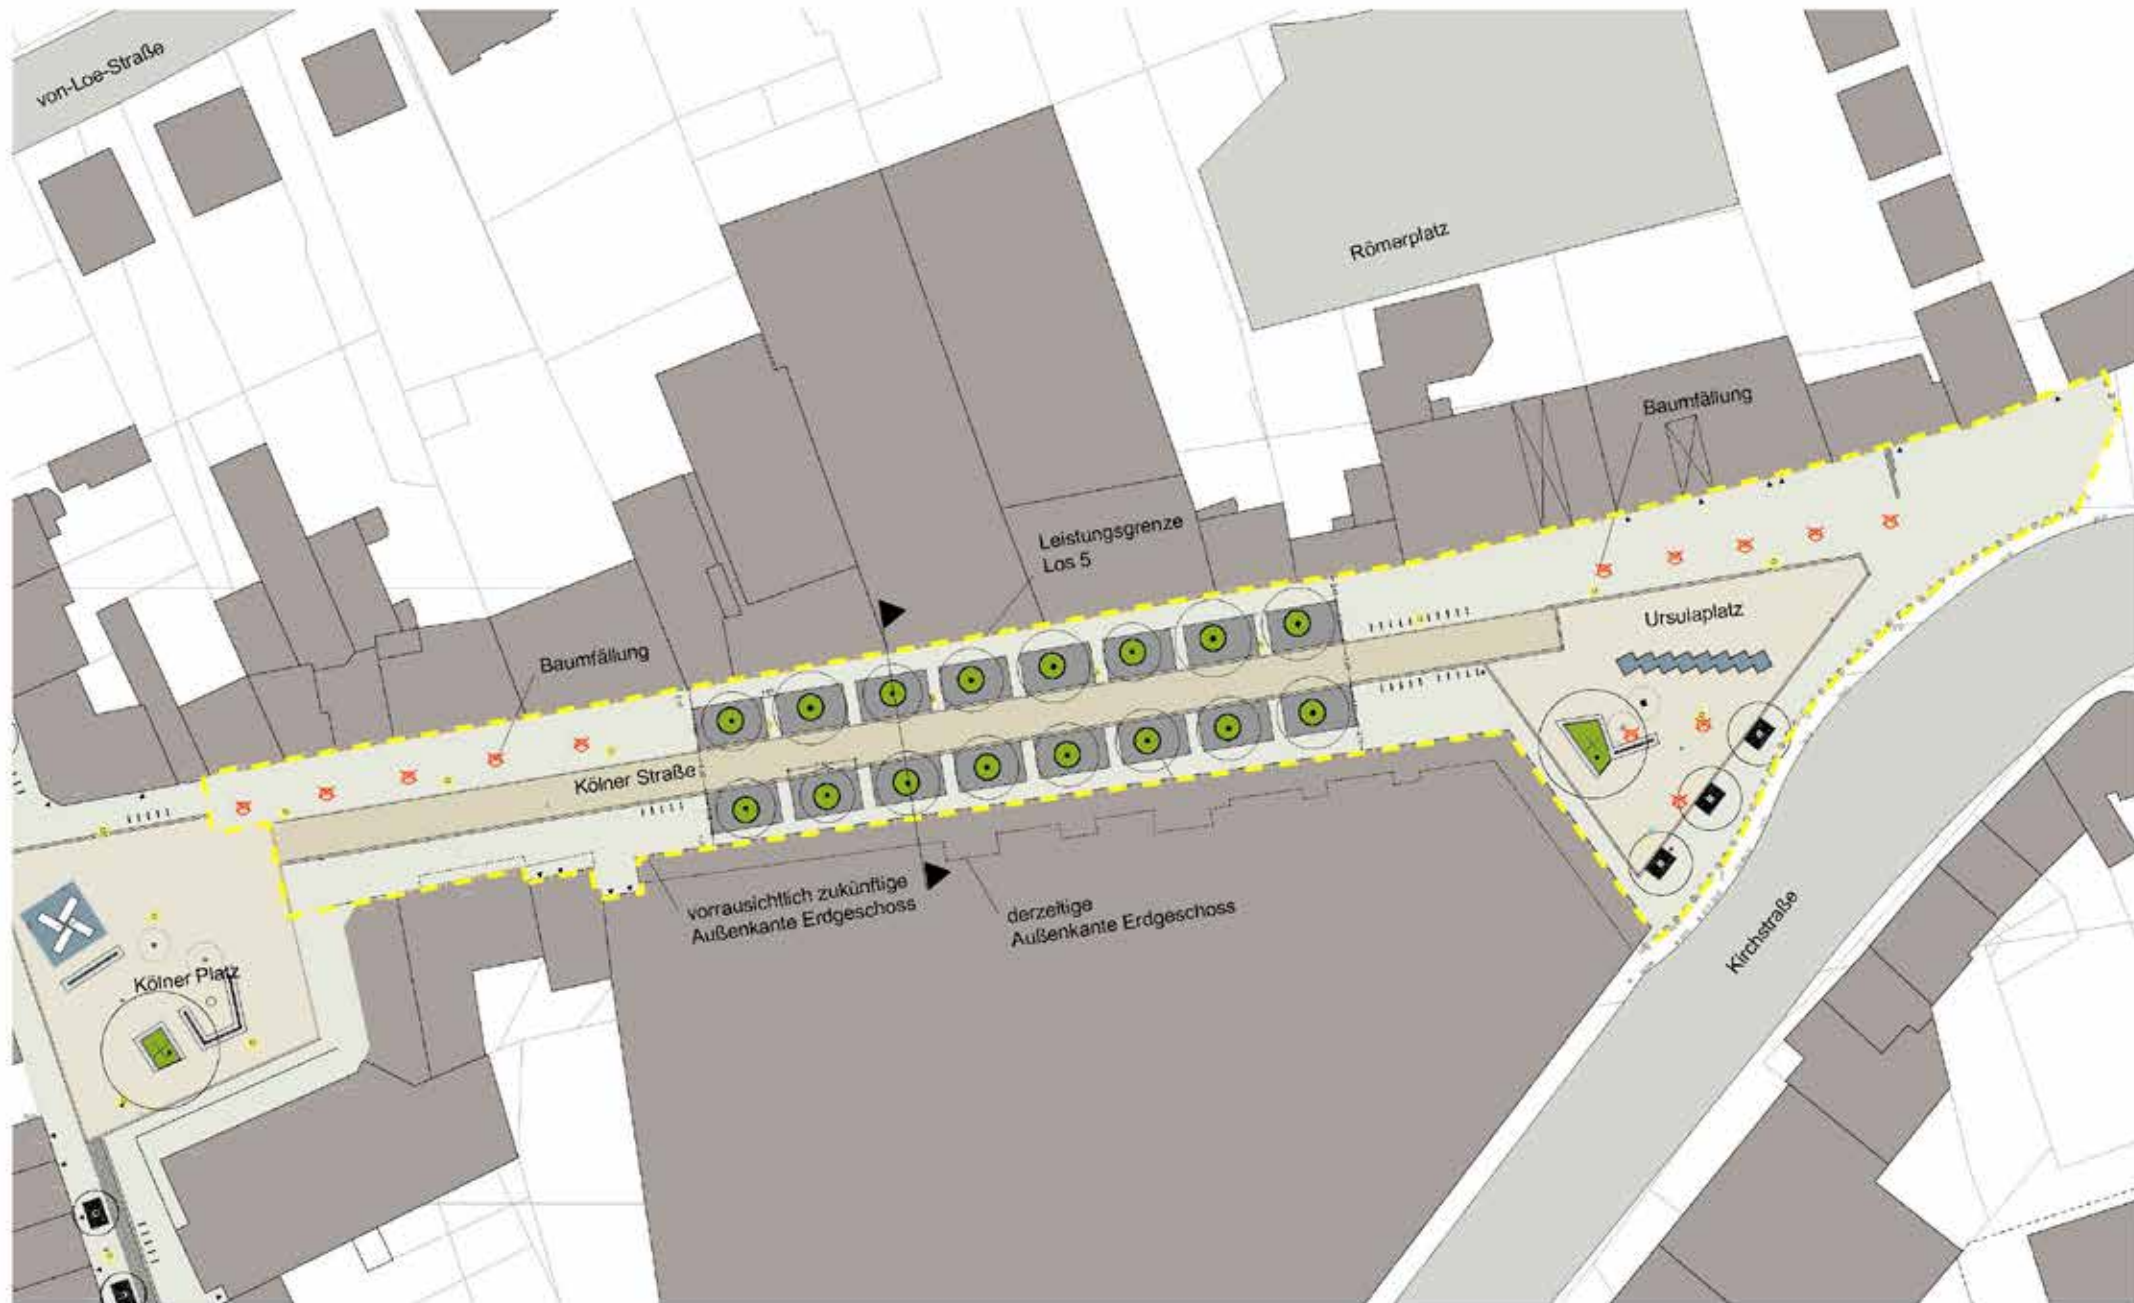 von-Loe-Straße
Römerplatz
Baumfällung
Leistungsgrenze
Los 5
Ursulaplatz
Baumfällung
Kölner Straße
vorrausichtlich zukünftige
Außenkante Erdgeschoss
derzeitige
Außenkante Erdgeschoss
Kölner Platz
Kirchstraße